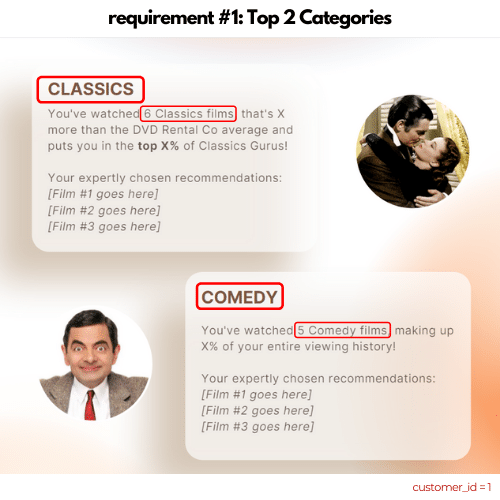 requirement #1: Top 2 Categories
CLASSICS
You've watched 6 Classics films, that's X
more than the DVD Rental Co average and
puts you in the top X% of Classics Gurus!
Your expertly chosen recommendations:
[Film #1 goes here]
[Film #2 goes here]
[Film #3 goes here]
COMEDY
You've watched 5 Comedy films, making up
X% of your entire viewing history!
Your expertly chosen recommendations:
[Film #1 goes here]
[Film #2 goes here]
[Film #3 goes here]
customer_id = 1